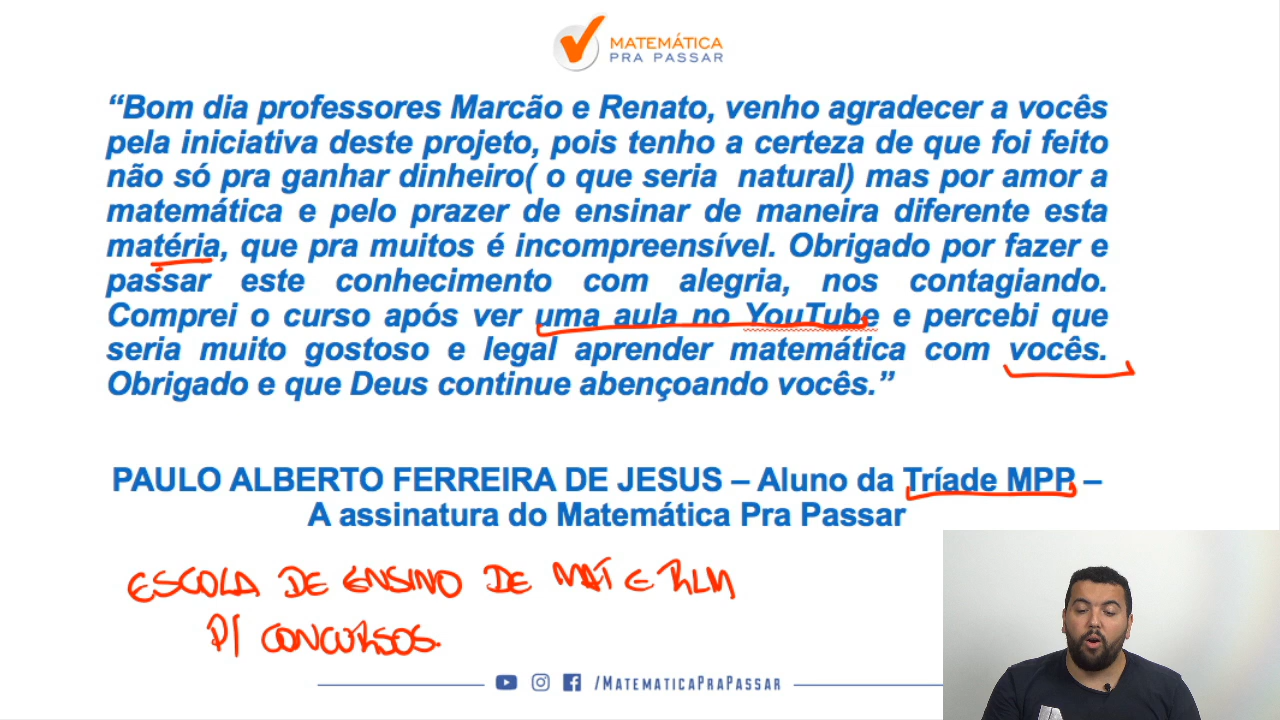 MATEMÁTICA
PRA PASSAR
“Bom dia professores Marcão e Renato, venho agradecer a vocês
pela iniciativa deste projeto, pois tenho a certeza de que foi feito
não só pra ganhar dinheiro( o que seria natural) mas por amor a
matemática e pelo prazer de ensinar de maneira diferente esta
matéria, que pra muitos é incompreensível. Obrigado por fazer e
passar este conhecimento com alegria, nos contagiando.
Comprei o curso após ver uma aula no YouTube e percebi que
seria muito gostoso e legal aprender matemática com vocês.
Obrigado e que Deus continue abençoando vocês.”
PAULO ALBERTO FERREIRA DE JESUS – Aluno da Tríade MPP –
A assinatura do Matemática Pra Passar
ESCOLA DE ENSINO DE MAT E RLM
P/ CONCURSOS.
/MATEMATICAPRAPASSAR